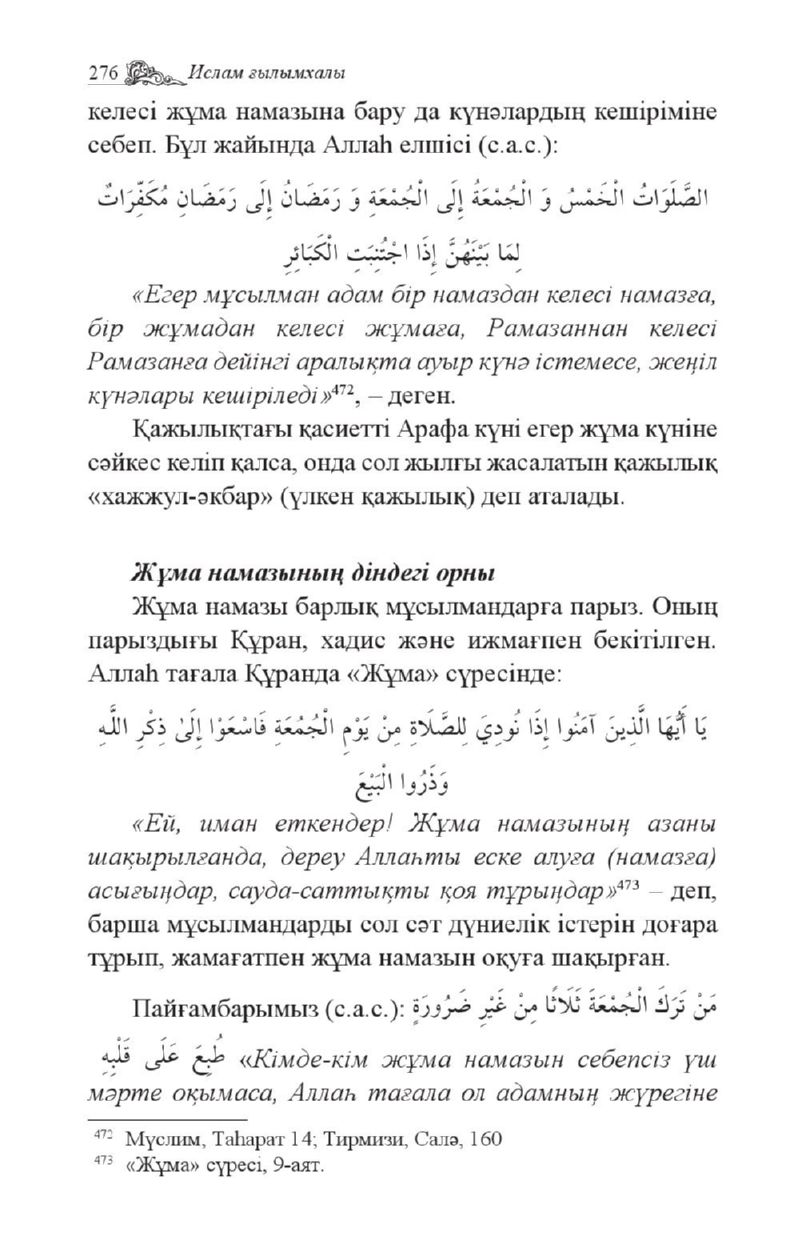 276 Ислам ғылымхалы
келесі жұма намазына бару да күнәлардың кешіріміне
себеп. Бұл жайында Аллаһ елшісі (с.а.с.):
الصَّلَوَاتُ الْخَمْسُ وَ الْجُمْعَةُ إِلَى الْجُمْعَةِ وَ رَمَضَانُ إِلَى رَمَضَانِ مُكَفِّرَاتٌ
لِمَا بَيْنَهُنَّ إِذَا اجْتُنِبَتِ الْكَبَائِرِ
«Егер мұсылман адам бір намаздан келесі намазға,
бір жұмадан келесі жұмаға, Рамазаннан келесі
Рамазанға дейінгі аралықта ауыр күнә істемесе, жеңіл
күнәлары кешіріледі»⁴⁷², – деген.
Қажылықтағы қасиетті Арафа күні егер жұма күніне
сәйкес келіп қалса, онда сол жылғы жасалатын қажылық
«хажжул-әкбар» (үлкен қажылық) деп аталады.
Жұма намазының діндегі орны
Жұма намазы барлық мұсылмандарға парыз. Оның
парыздығы Құран, хадис және ижмағпен бекітілген.
Аллаһ тағала Құранда «Жұма» сүресінде:
يَا أَيُّهَا الَّذِينَ آمَنُوا إِذَا نُودِيَ لِلصَّلَاةِ مِنْ يَوْمِ الْجُمُعَةِ فَاسْعَوْا إِلَىٰ ذِكْرِ اللَّهِ
وَذَرُوا الْبَيْعَ
«Ей, иман еткендер! Жұма намазының азаны
шақырылғанда, дереу Аллаһты еске алуға (намазға)
асығыңдар, сауда-саттықты қоя тұрыңдар»⁴⁷³ – деп,
барша мұсылмандарды сол сәт дүниелік істерін доғара
тұрып, жамағатпен жұма намазын оқуға шақырған.
Пайғамбарымыз (с.а.с.): مَنْ تَرَكَ الْجُمْعَةَ ثَلَاثًا مِنْ غَيْرِ ضَرُورَةٍ
طُبِعَ عَلَى قَلْبِهِ «Кімде-кім жұма намазын себепсіз үш
мәрте оқымаса, Аллаһ тағала ол адамның жүрегіне
⁴⁷² Мүслим, Таһарат 14; Тирмизи, Салә, 160
⁴⁷³ «Жұма» сүресі, 9-аят.